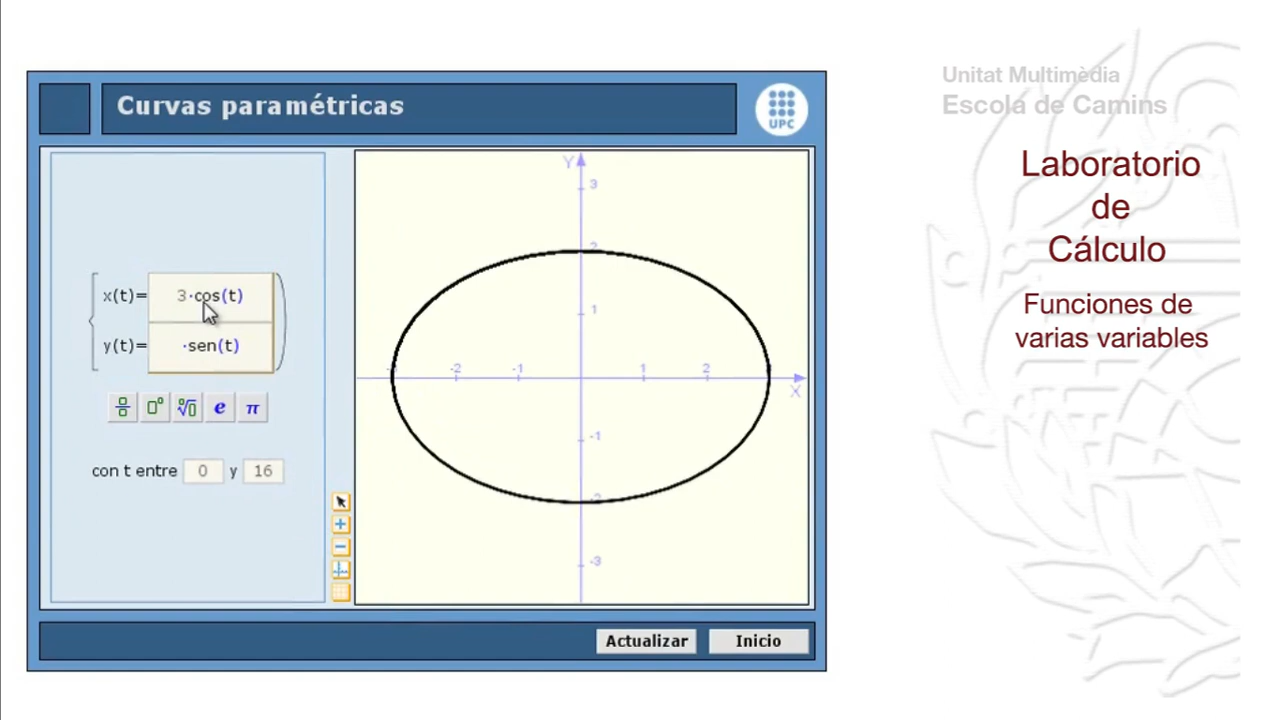 Unitat Multimèdia
Escola de Camins
Laboratorio
de
Cálculo
Funciones de
varias variables
Curvas paramétricas
UPC
x(t)= 3·cos(t)
y(t)= ·sen(t)
e π
con t entre 0 y 16
Y
3
2
1
-2 -1 1 2
X
-1
-2
-3
Actualizar Inicio